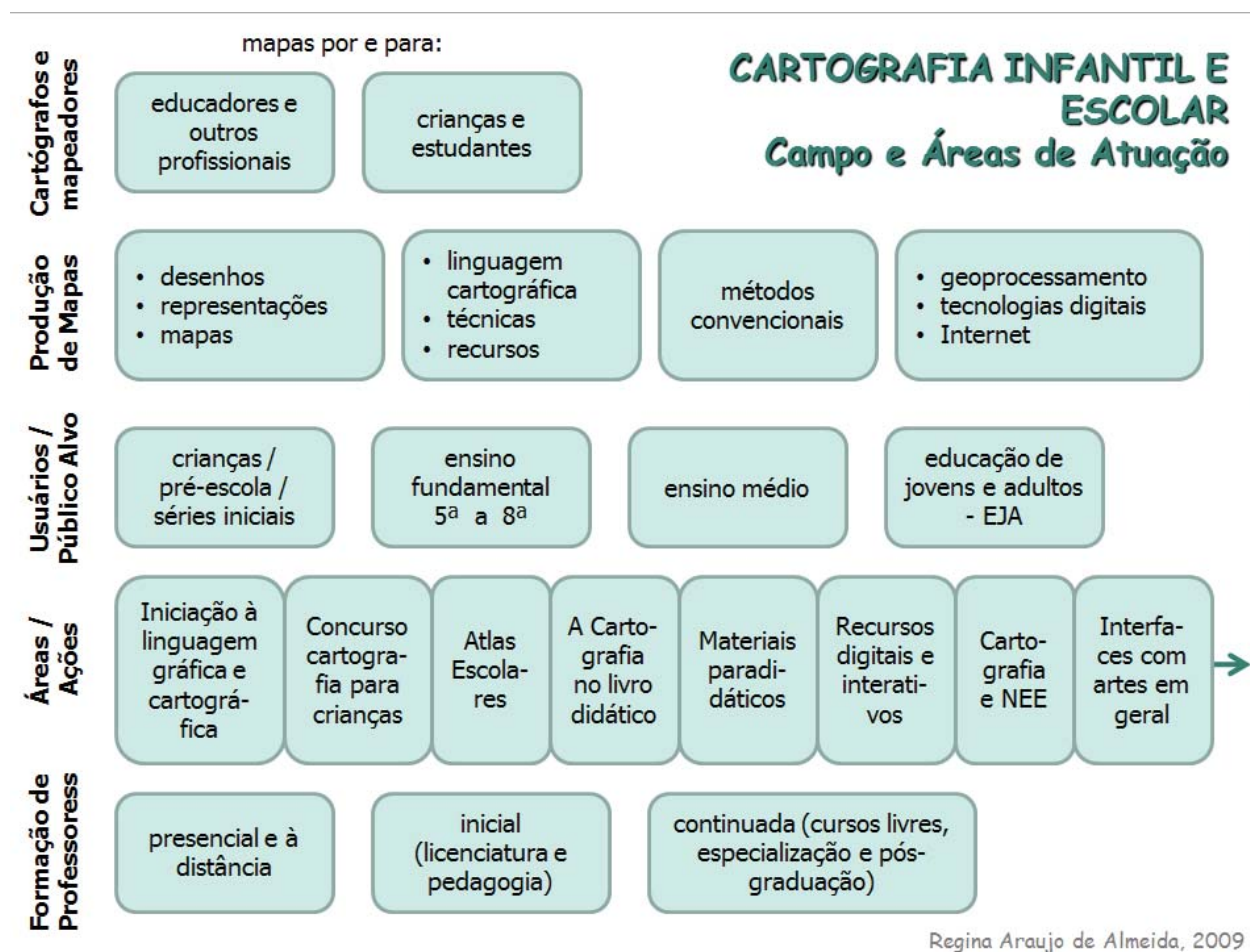 mapas por e para:
CARTOGRAFIA INFANTIL E
ESCOLAR
Campo e Áreas de Atuação
Cartógrafos e
mapeadores
educadores e
outros
profissionais
crianças e
estudantes
Produção
de Mapas
• desenhos
• representações
• mapas
• linguagem
cartográfica
• técnicas
• recursos
métodos
convencionais
• geoprocessamento
• tecnologias digitais
• Internet
Usuários /
Público Alvo
crianças /
pré-escola /
séries iniciais
ensino
fundamental
5ª a 8ª
ensino médio
educação de
jovens e adultos
- EJA
Áreas /
Ações
Iniciação à
linguagem
gráfica e
cartográ-
fica
Concurso
cartogra-
fia para
crianças
Atlas
Escola-
res
A Carto-
grafia
no livro
didático
Materiais
paradi-
dáticos
Recursos
digitais e
interati-
vos
Carto-
grafia
e NEE
Interfa-
ces com
artes em
geral
Formação de
Professoress
presencial e à
distância
inicial
(licenciatura e
pedagogia)
continuada (cursos livres,
especialização e pós-
graduação)
Regina Araujo de Almeida, 2009